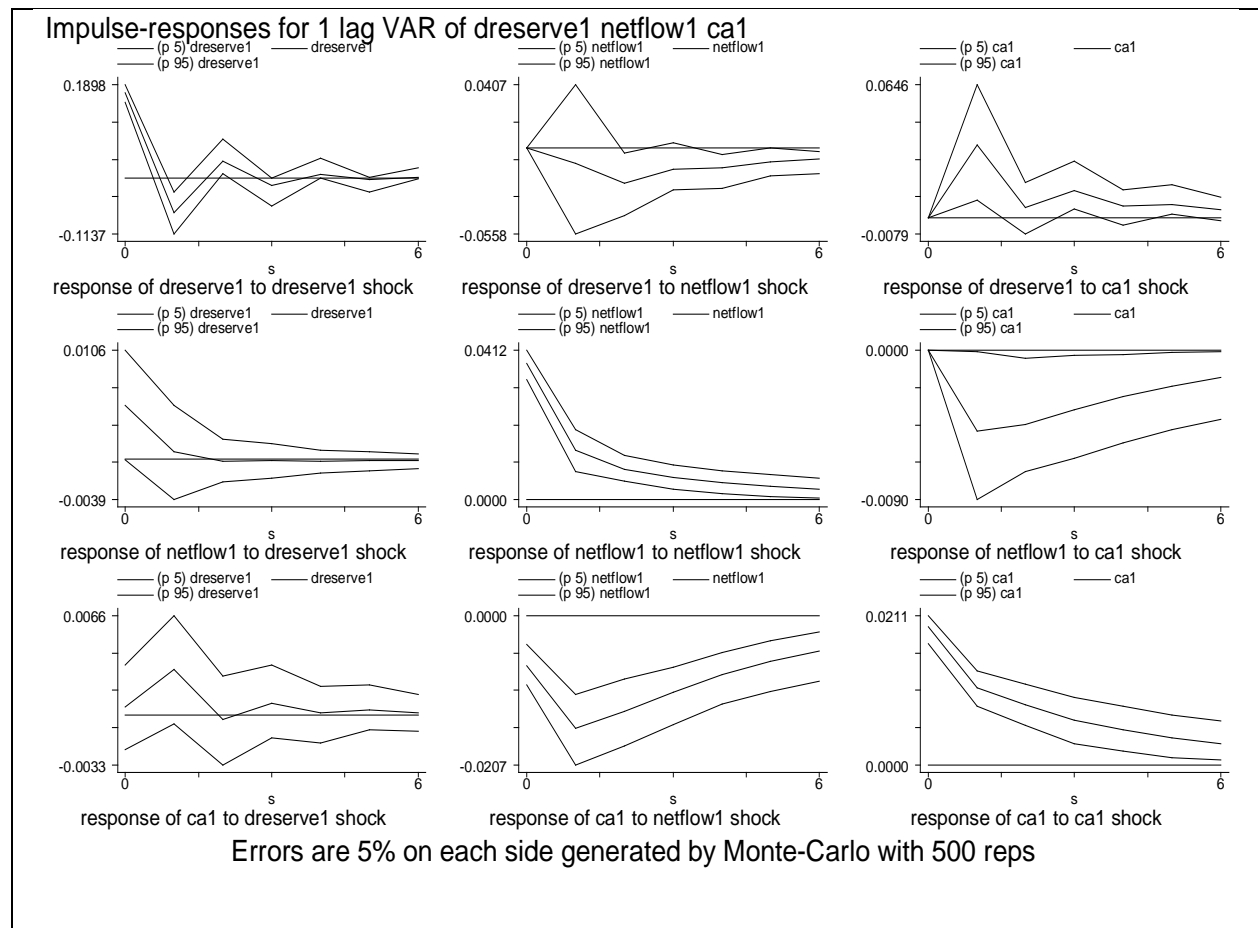 Impulse-responses for 1 lag VAR of dreserve1 netflow1 ca1
(p 5) dreserve1 dreserve1
(p 95) dreserve1
0.1898
-0.1137
0 6
s
response of dreserve1 to dreserve1 shock
(p 5) netflow1 netflow1
(p 95) netflow1
0.0407
-0.0558
0 6
s
response of dreserve1 to netflow1 shock
(p 5) ca1 ca1
(p 95) ca1
0.0646
-0.0079
0 6
s
response of dreserve1 to ca1 shock
(p 5) dreserve1 dreserve1
(p 95) dreserve1
0.0106
-0.0039
0 6
s
response of netflow1 to dreserve1 shock
(p 5) netflow1 netflow1
(p 95) netflow1
0.0412
0.0000
0 6
s
response of netflow1 to netflow1 shock
(p 5) ca1 ca1
(p 95) ca1
0.0000
-0.0090
0 6
s
response of netflow1 to ca1 shock
(p 5) dreserve1 dreserve1
(p 95) dreserve1
0.0066
-0.0033
0 6
s
response of ca1 to dreserve1 shock
(p 5) netflow1 netflow1
(p 95) netflow1
0.0000
-0.0207
0 6
s
response of ca1 to netflow1 shock
(p 5) ca1 ca1
(p 95) ca1
0.0211
0.0000
0 6
s
response of ca1 to ca1 shock
Errors are 5% on each side generated by Monte-Carlo with 500 reps